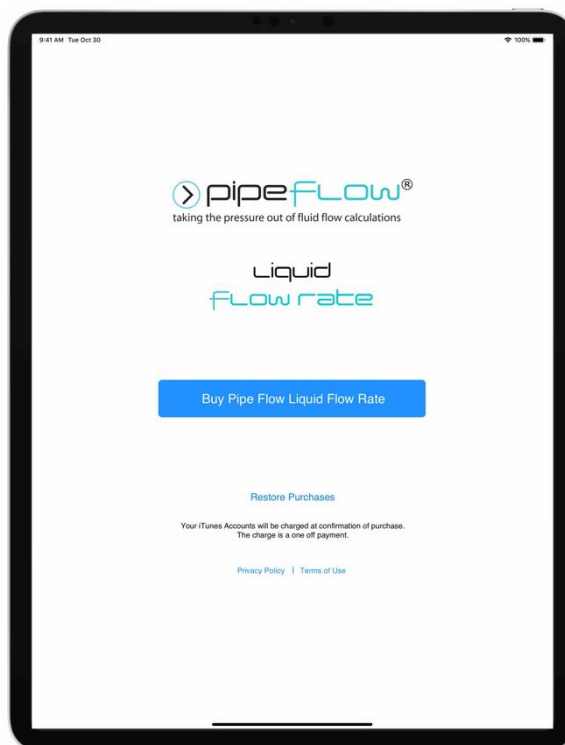 9:41 AM Tue Oct 30
100%
pipeFLOW®
taking the pressure out of fluid flow calculations
Liquid
FLOW rate
Buy Pipe Flow Liquid Flow Rate
Restore Purchases
Your iTunes Accounts will be charged at confirmation of purchase.
The charge is a one off payment.
Privacy Policy | Terms of Use